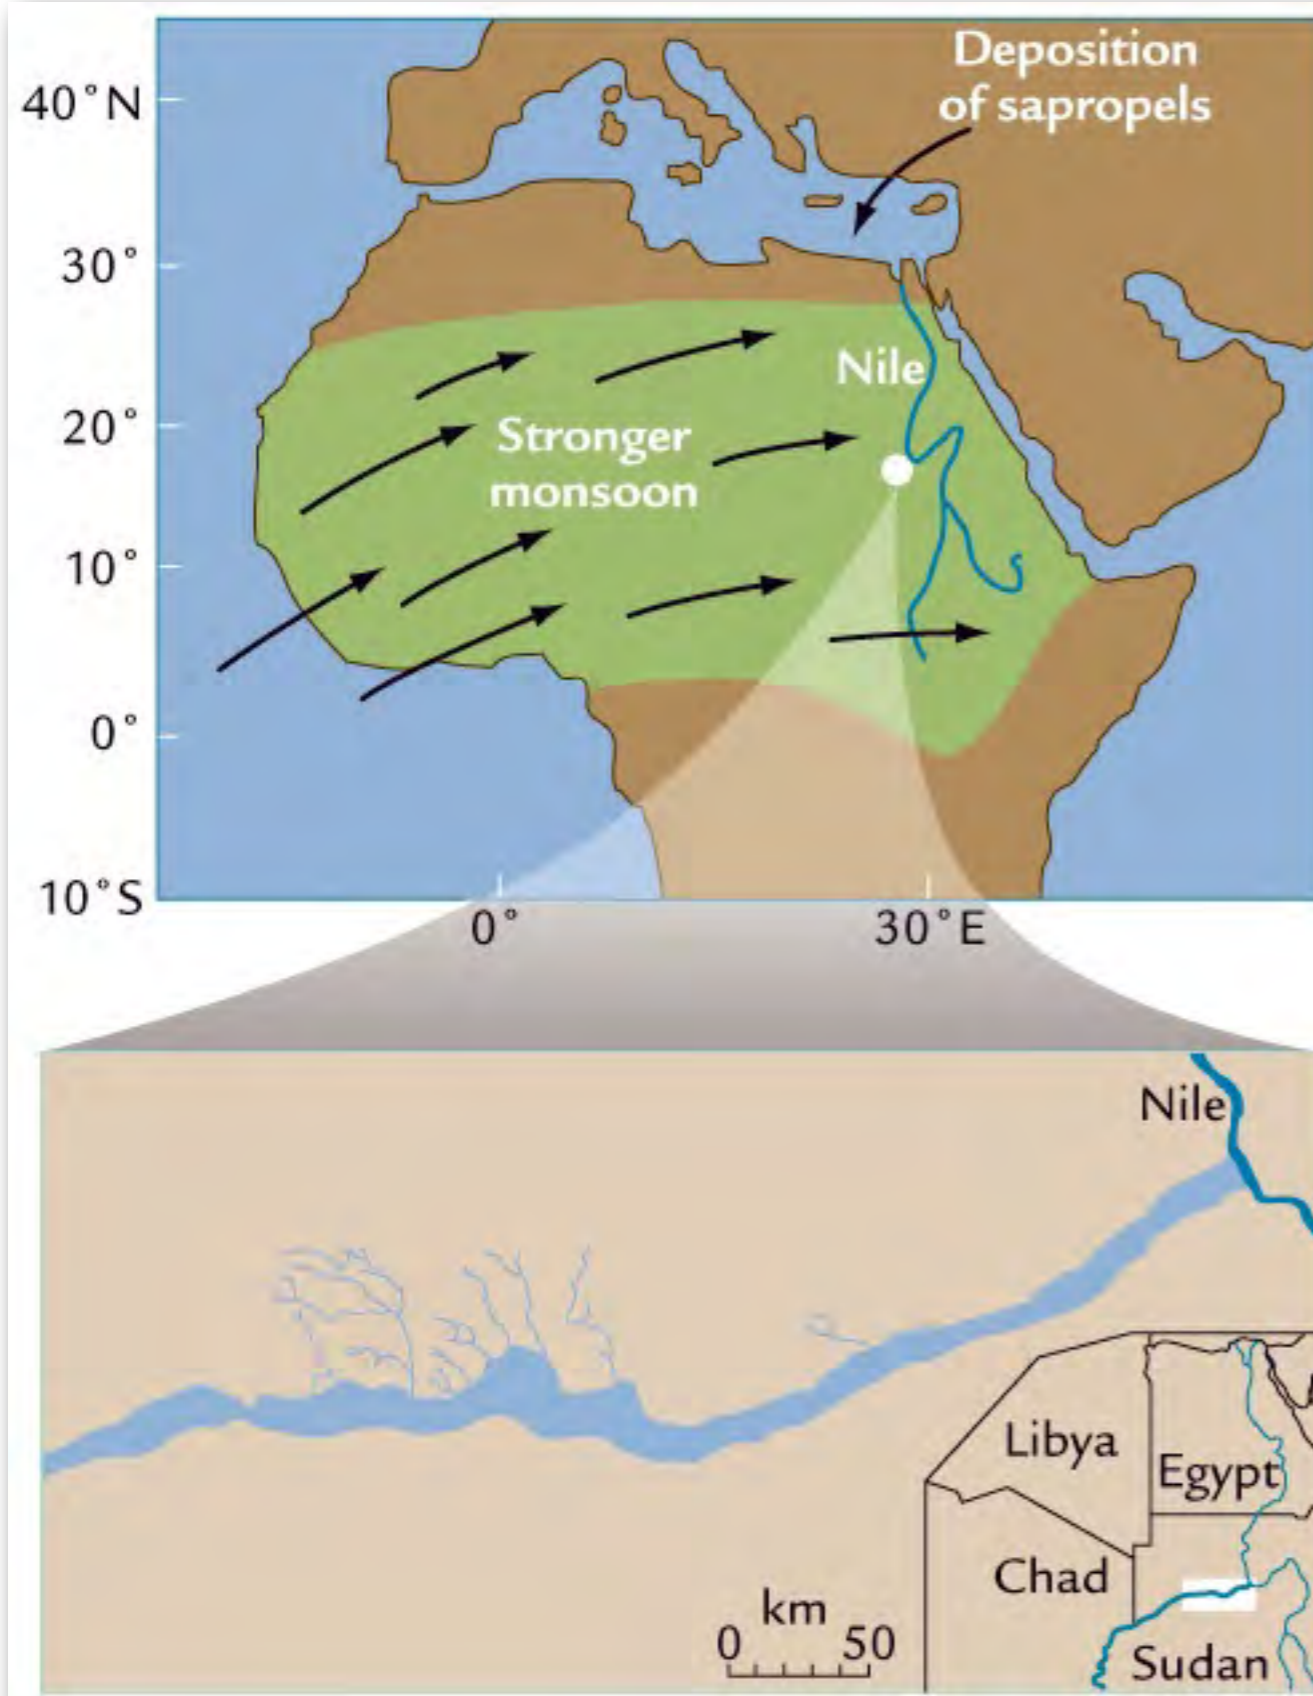 Deposition
of sapropels
40°N
30°
20°
10°
0°
10°S
Nile
Stronger
monsoon
0°
30°E
Nile
Libya
Egypt
Chad
Sudan
km
0 50